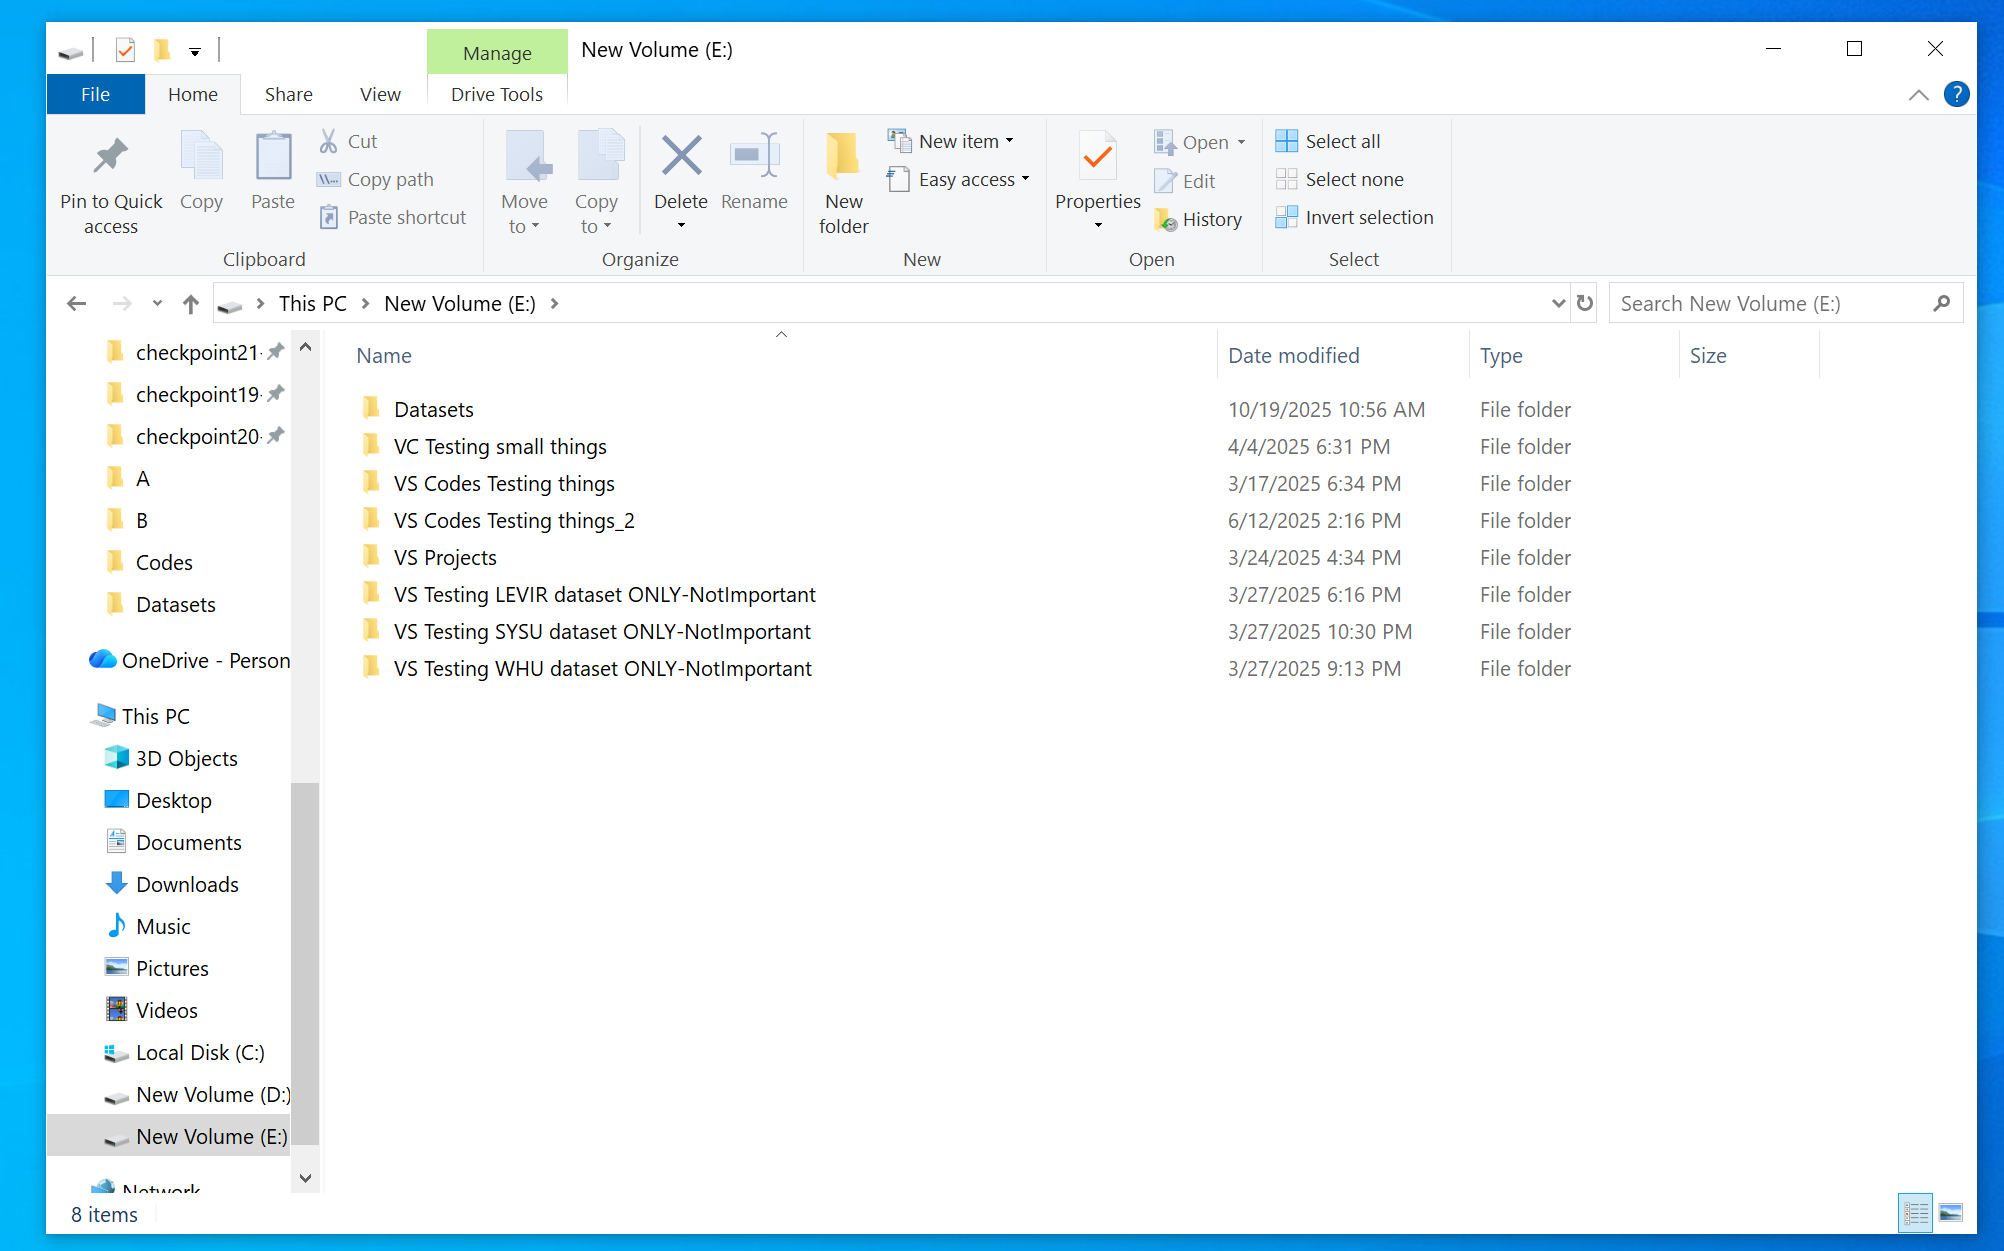 Manage
New Volume (E:)
File
Home
Share
View
Drive Tools
?
Pin to Quick
access
Copy
Paste
Cut
Copy path
Paste shortcut
Clipboard
Move
to
Copy
to
Delete
Rename
Organize
New
folder
New item
Easy access
New
Properties
Open
Edit
History
Open
Select all
Select none
Invert selection
Select
This PC
New Volume (E:)
Search New Volume (E:)
checkpoint21-
checkpoint19-
checkpoint20-
A
B
Codes
Datasets
OneDrive - Person
This PC
3D Objects
Desktop
Documents
Downloads
Music
Pictures
Videos
Local Disk (C:)
New Volume (D:)
New Volume (E:)
Network
Name Date modified Type Size
Datasets 10/19/2025 10:56 AM File folder
VC Testing small things 4/4/2025 6:31 PM File folder
VS Codes Testing things 3/17/2025 6:34 PM File folder
VS Codes Testing things_2 6/12/2025 2:16 PM File folder
VS Projects 3/24/2025 4:34 PM File folder
VS Testing LEVIR dataset ONLY-NotImportant 3/27/2025 6:16 PM File folder
VS Testing SYSU dataset ONLY-NotImportant 3/27/2025 10:30 PM File folder
VS Testing WHU dataset ONLY-NotImportant 3/27/2025 9:13 PM File folder
8 items